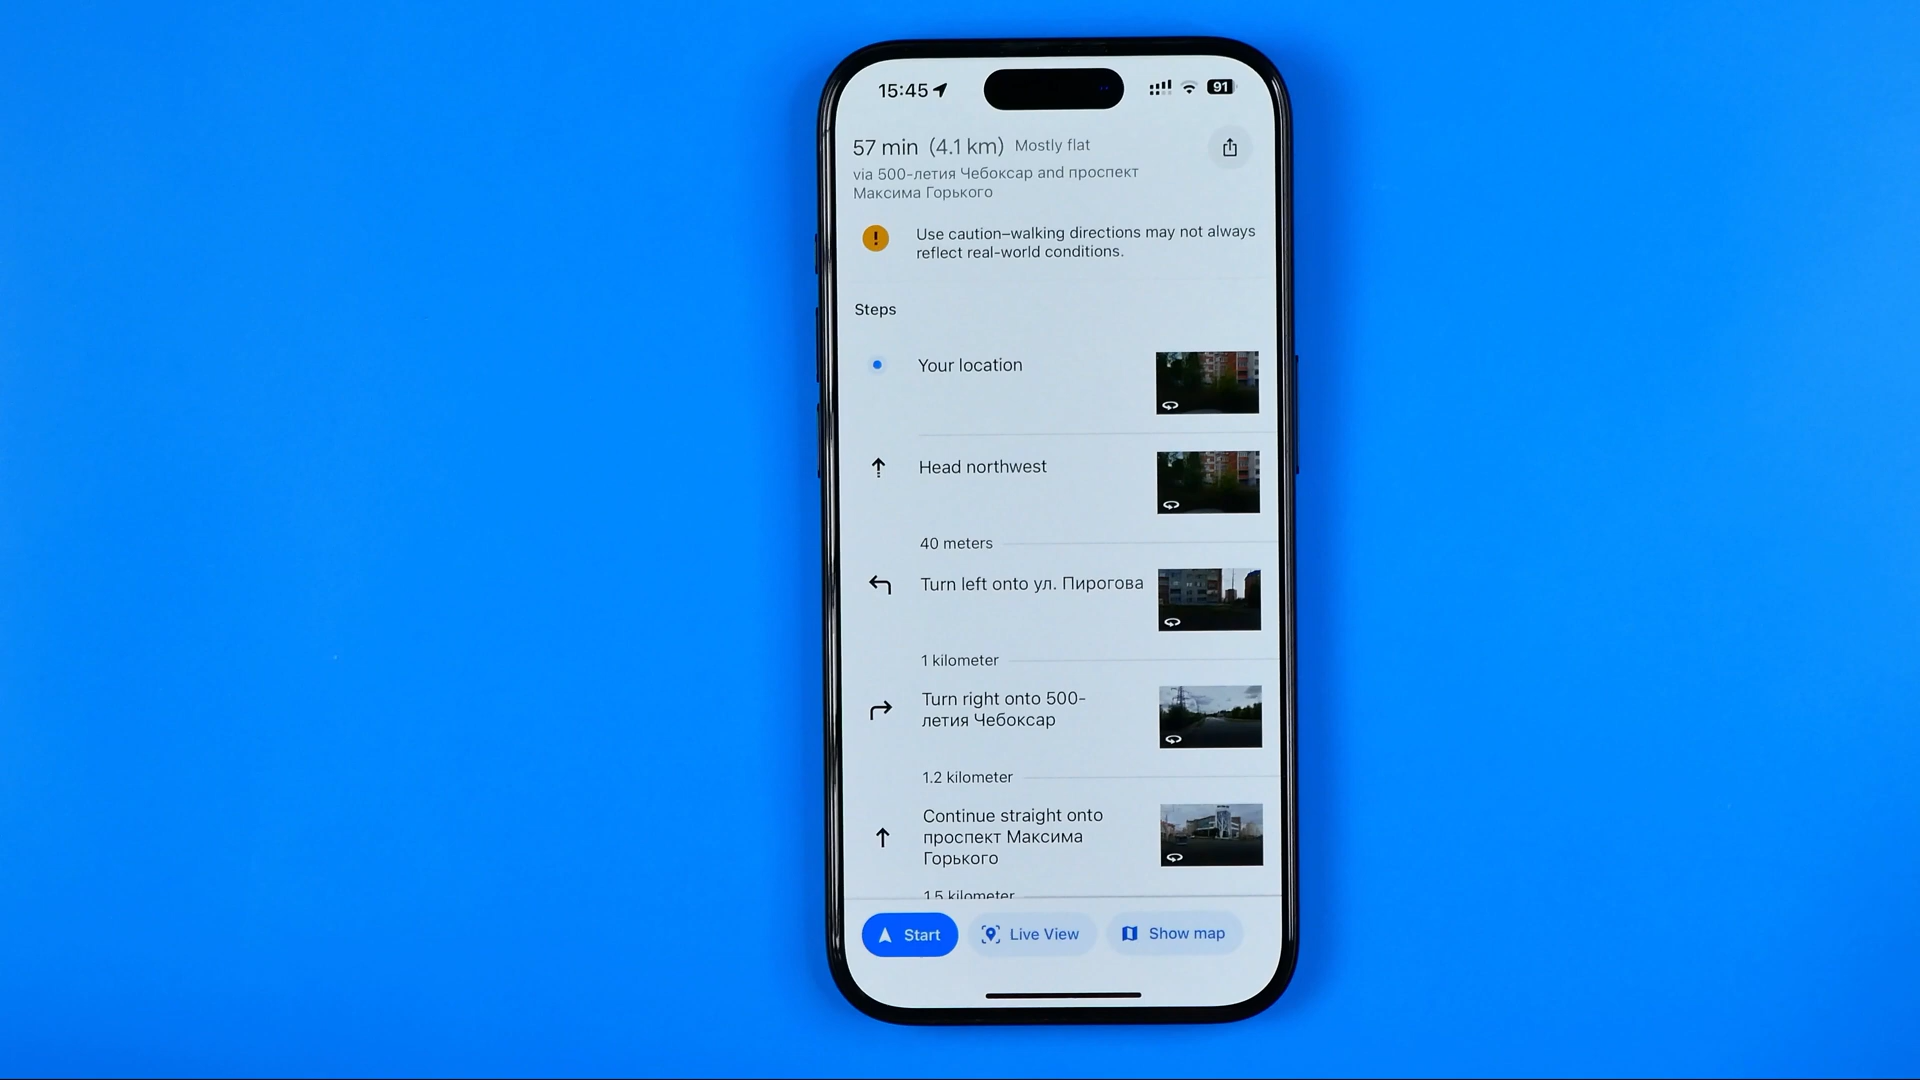 15:45
91
57 min (4.1 km) Mostly flat
via 500-летия Чебоксар and проспект
Максима Горького
Use caution–walking directions may not always
reflect real-world conditions.
Steps
Your location
Head northwest
40 meters
Turn left onto ул. Пирогова
1 kilometer
Turn right onto 500-
летия Чебоксар
1.2 kilometer
Continue straight onto
проспект Максима
Горького
1.5 kilometer
Start
Live View
Show map